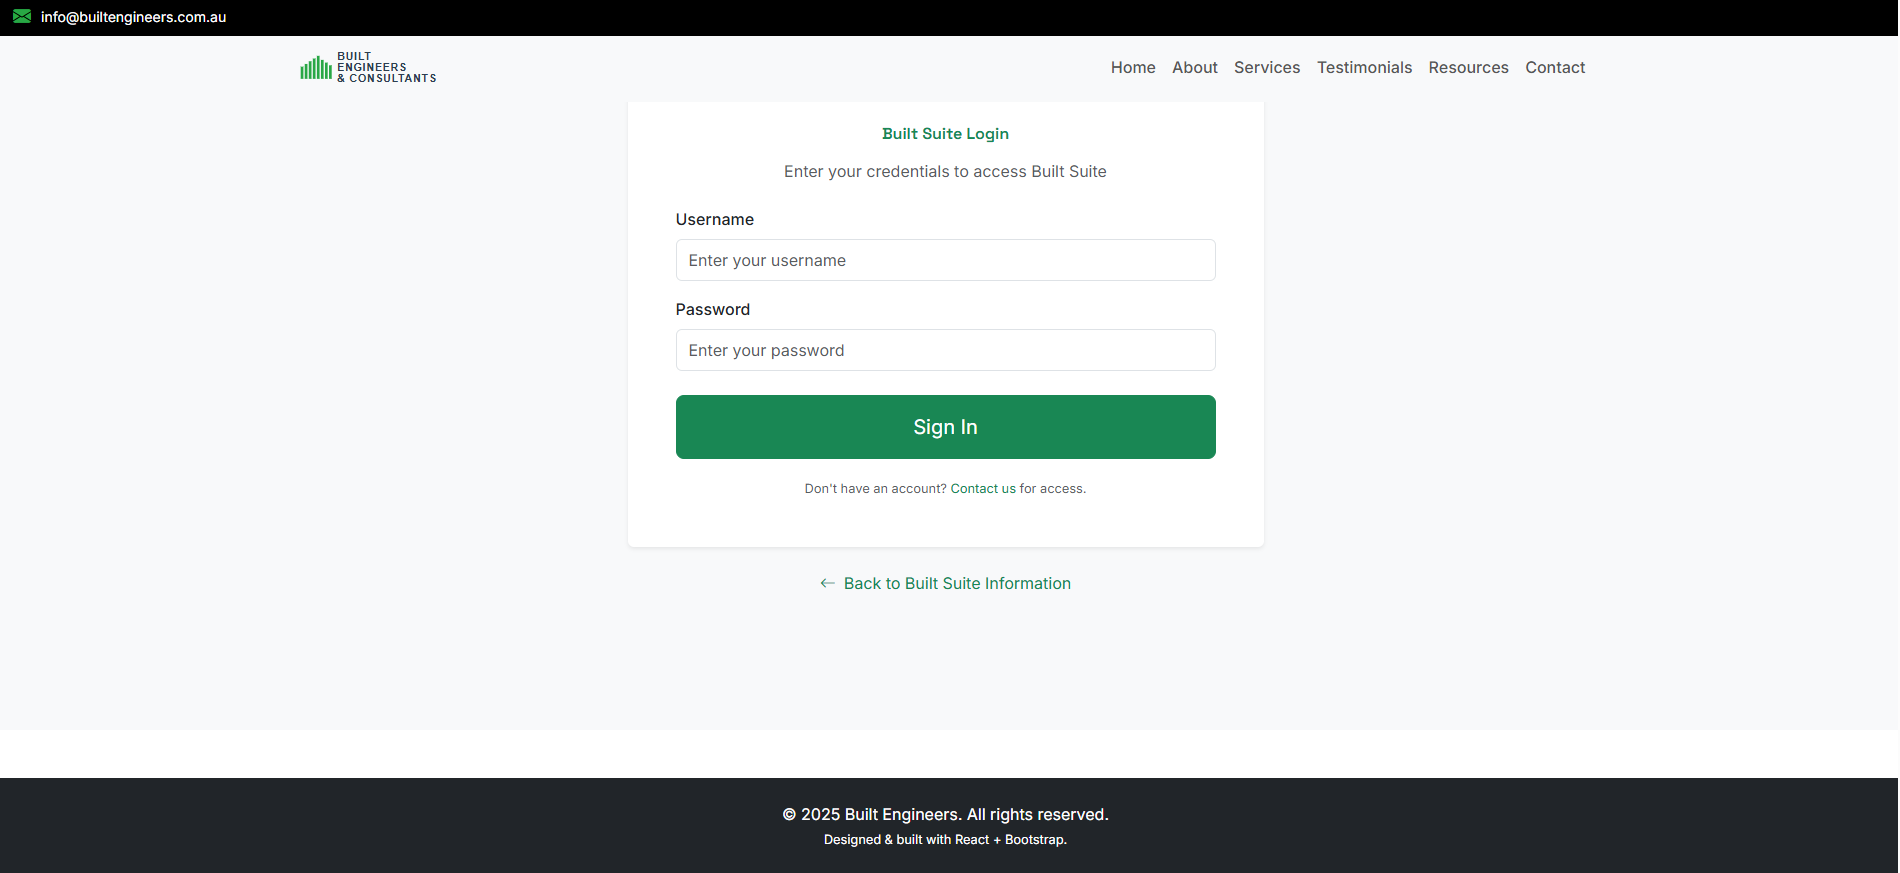 info@builtengineers.com.au
BUILT
ENGINEERS
& CONSULTANTS
Home About Services Testimonials Resources Contact
Built Suite Login
Enter your credentials to access Built Suite
Username
Enter your username
Password
Enter your password
Sign In
Don't have an account? Contact us for access.
← Back to Built Suite Information
© 2025 Built Engineers. All rights reserved.
Designed & built with React + Bootstrap.